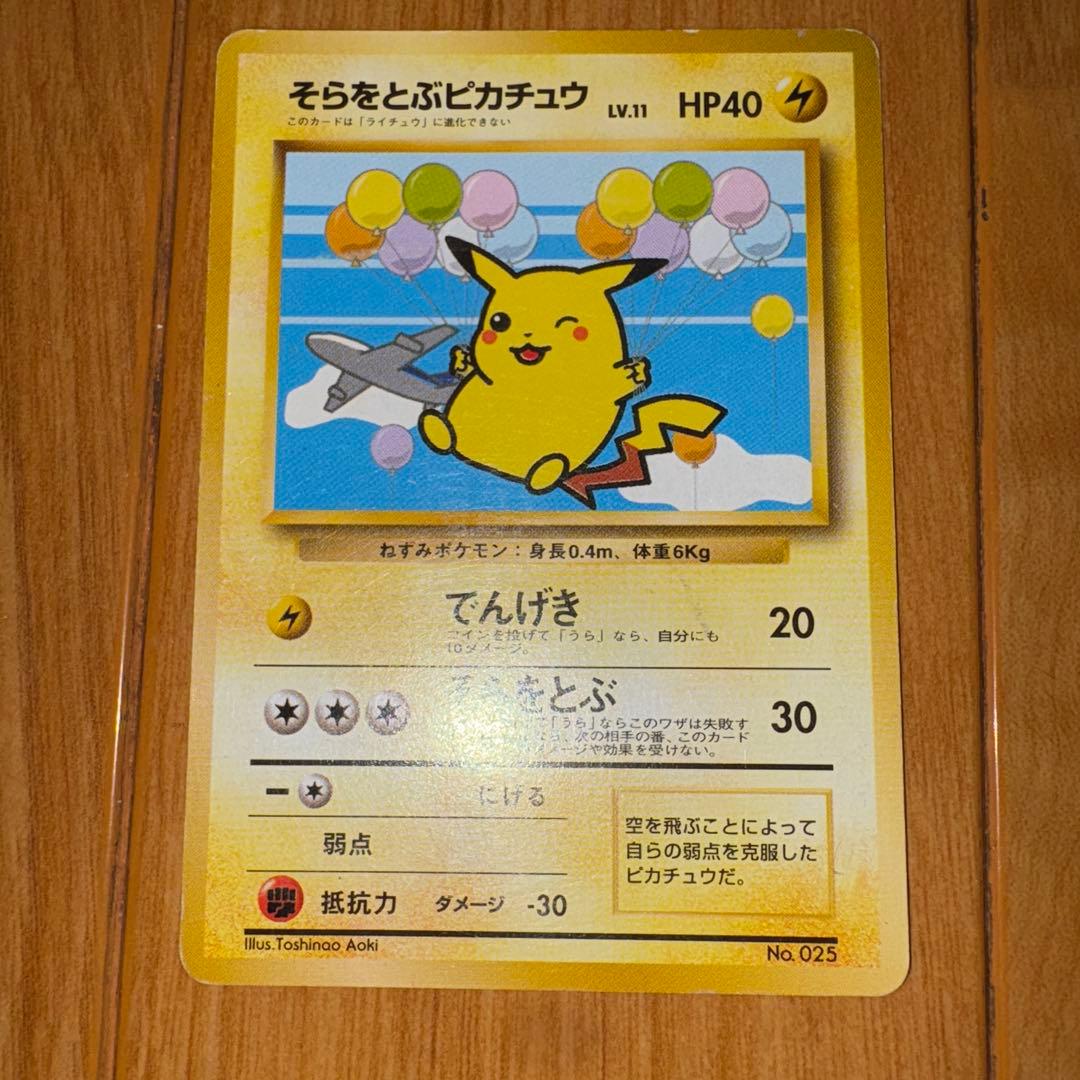 そらをとぶピカチュウ LV.11 HP40
このカードは「ライチュウ」に進化できない
ねずみポケモン：身長0.4m、体重6Kg
でんげき 20
コインを投げて「うら」なら、自分にも
10ダメージ。
そらをとぶ 30
「うら」ならこのワザは失敗す
なら、次の相手の番、このカード
メージや効果を受けない。
にげる
弱点
抵抗力 ダメージ -30
空を飛ぶことによって
自らの弱点を克服した
ピカチュウだ。
Illus.Toshinao Aoki
No. 025